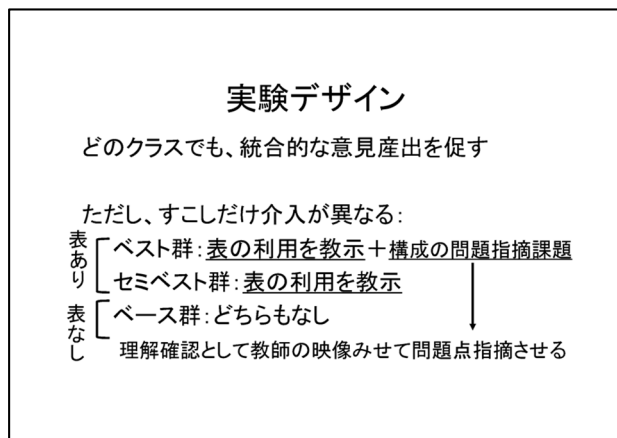 実験デザイン
どのクラスでも、統合的な意見産出を促す
ただし、すこしだけ介入が異なる:
表あり
ベスト群:表の利用を教示+構成の問題指摘課題
セミベスト群:表の利用を教示
表なし
ベース群:どちらもなし
理解確認として教師の映像みせて問題点指摘させる